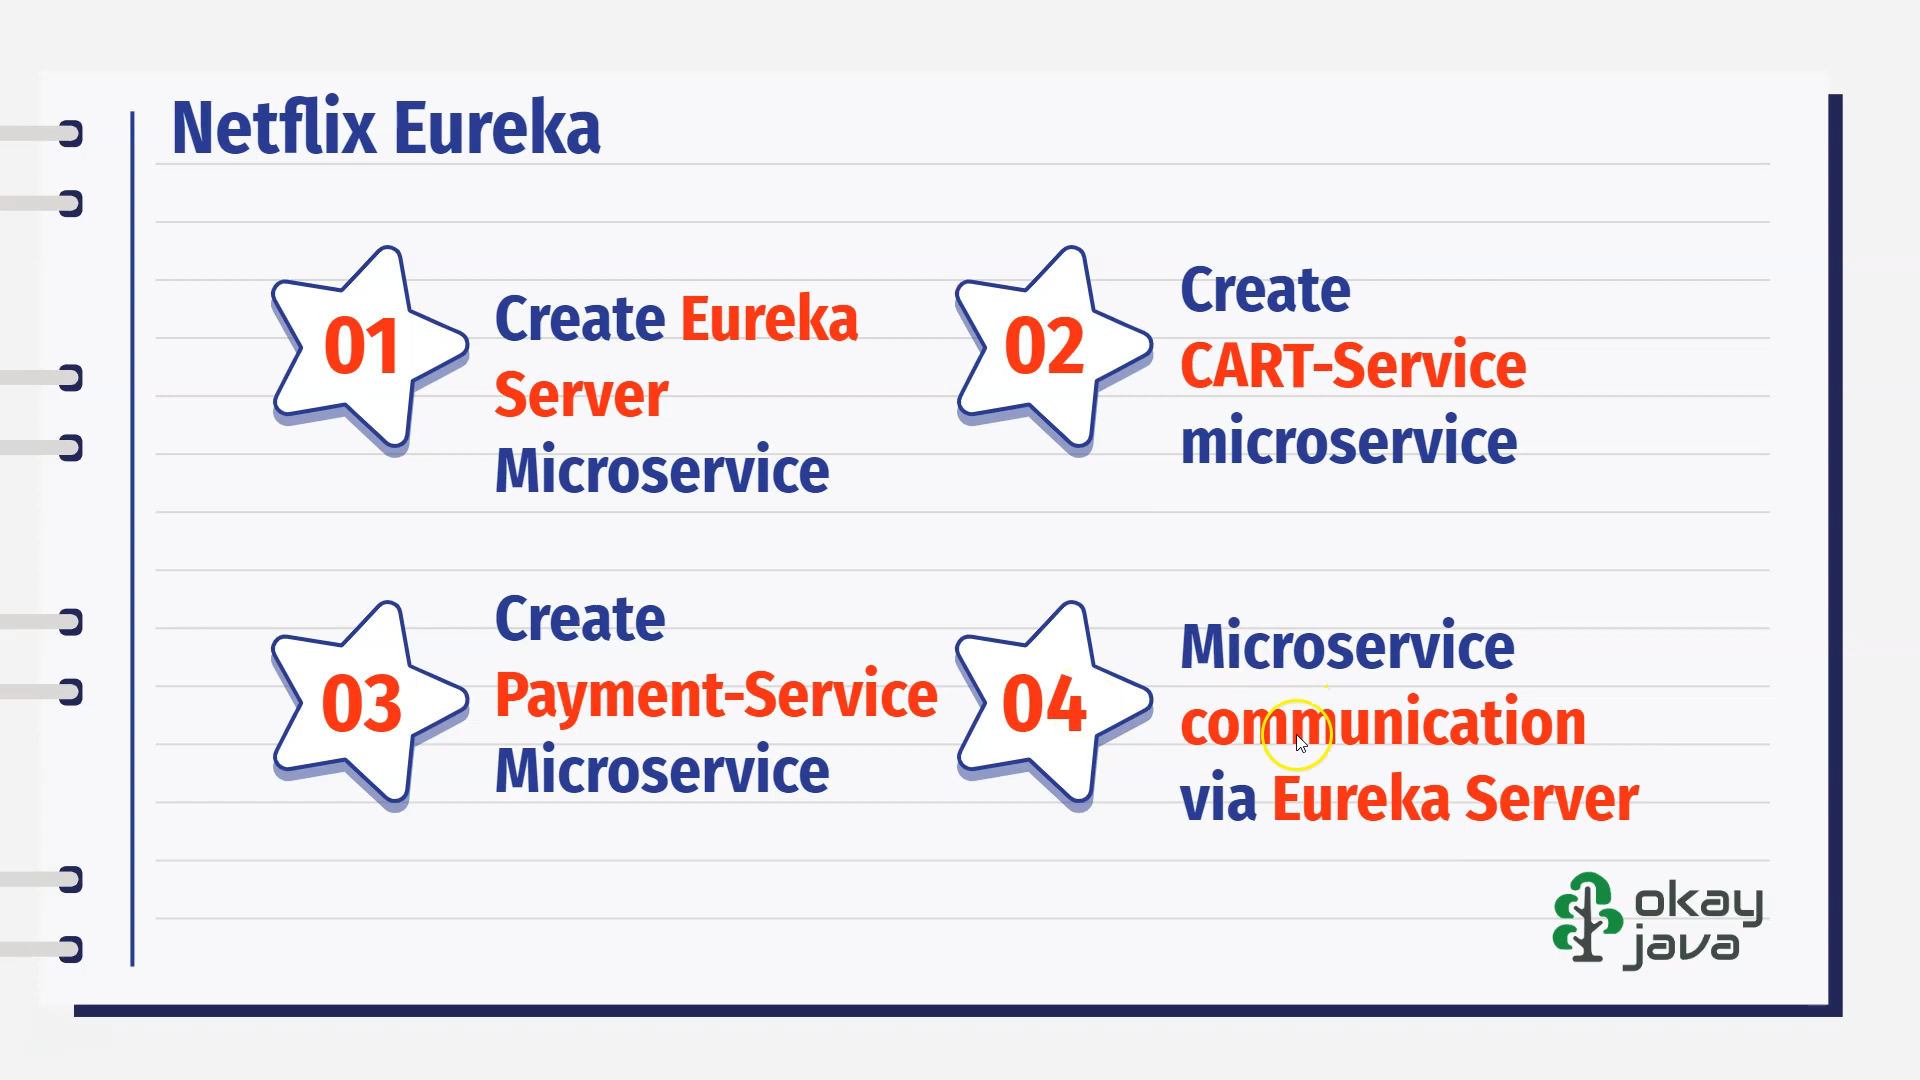 Netflix Eureka
01
Create Eureka
Server
Microservice
02
Create
CART-Service
microservice
03
Create
Payment-Service
Microservice
04
Microservice
communication
via Eureka Server
okay
java